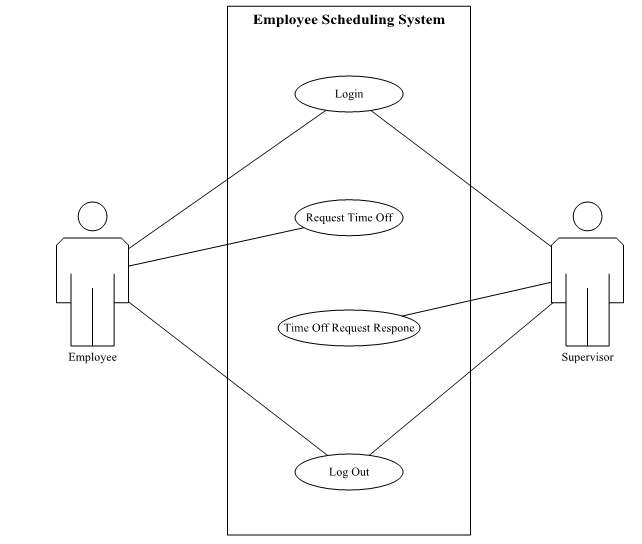 Employee Scheduling System
Login
Request Time Off
Time Off Request Respone
Employee
Supervisor
Log Out